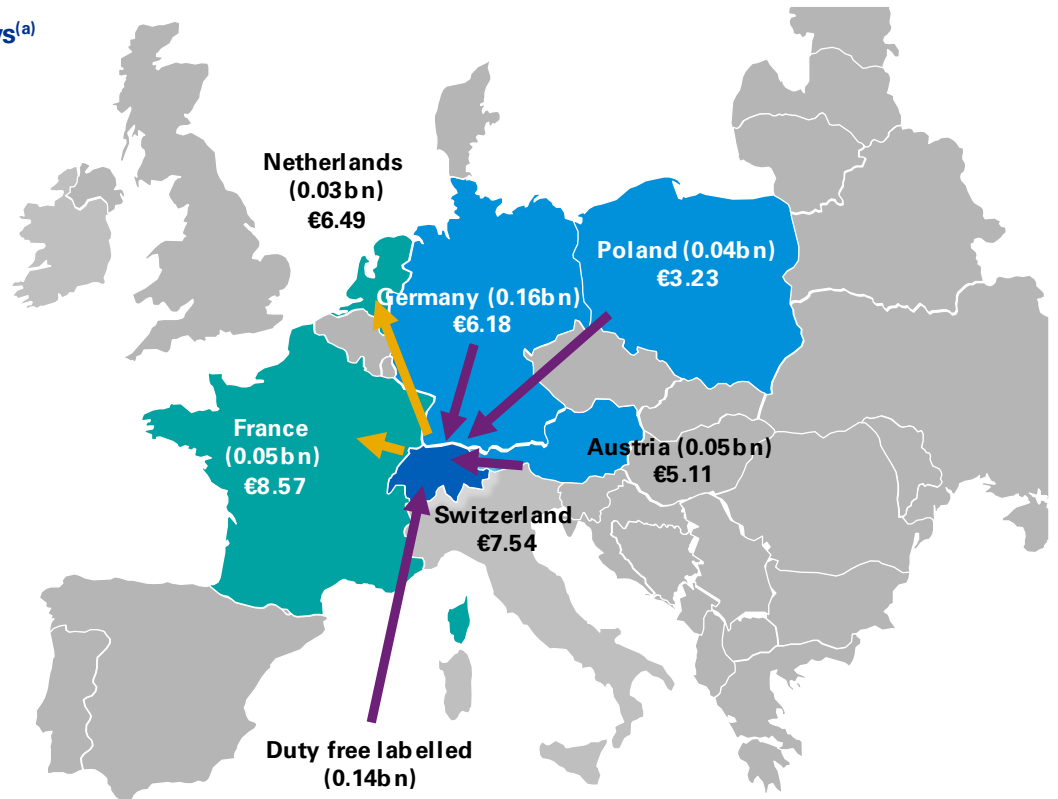 (a)
Netherlands
(0.03bn)
€6.49
Poland (0.04bn)
€3.23
Germany (0.16bn)
€6.18
France
(0.05bn)
€8.57
Austria (0.05bn)
€5.11
Switzerland
€7.54
Duty free labelled
(0.14bn)